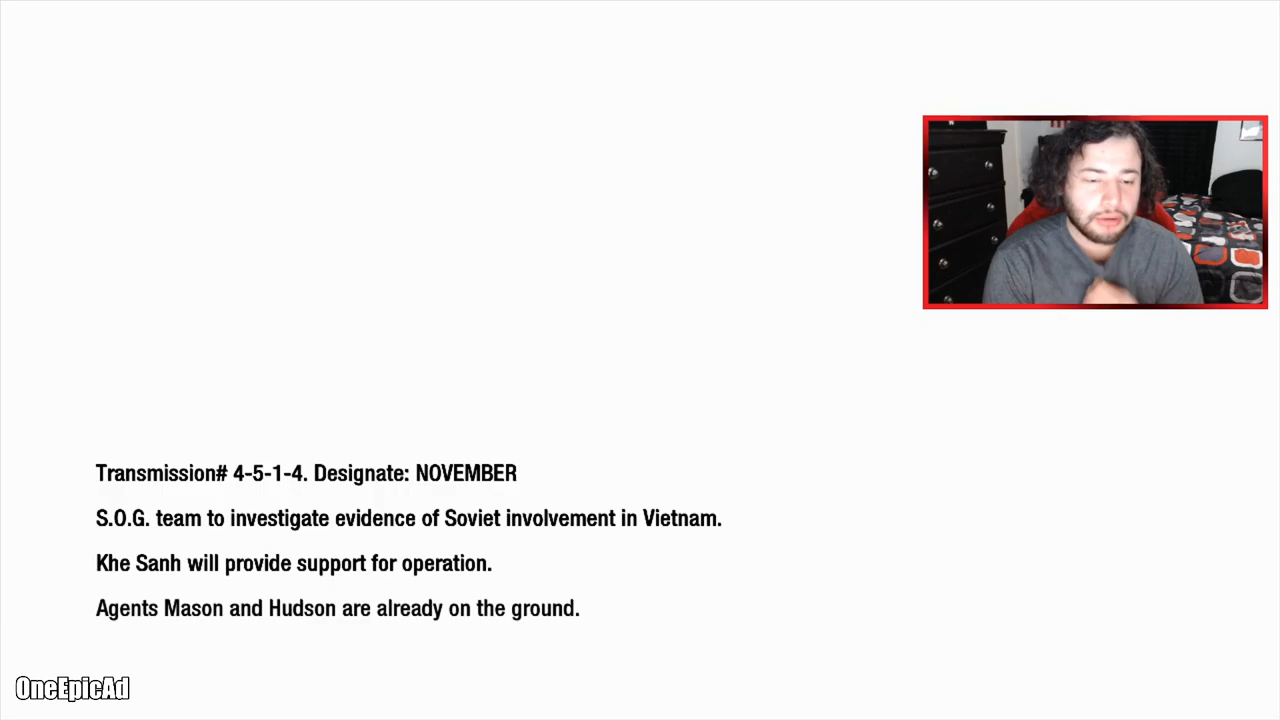 Transmission# 4-5-1-4. Designate: NOVEMBER
S.O.G. team to investigate evidence of Soviet involvement in Vietnam.
Khe Sanh will provide support for operation.
Agents Mason and Hudson are already on the ground.
OneEpicAd